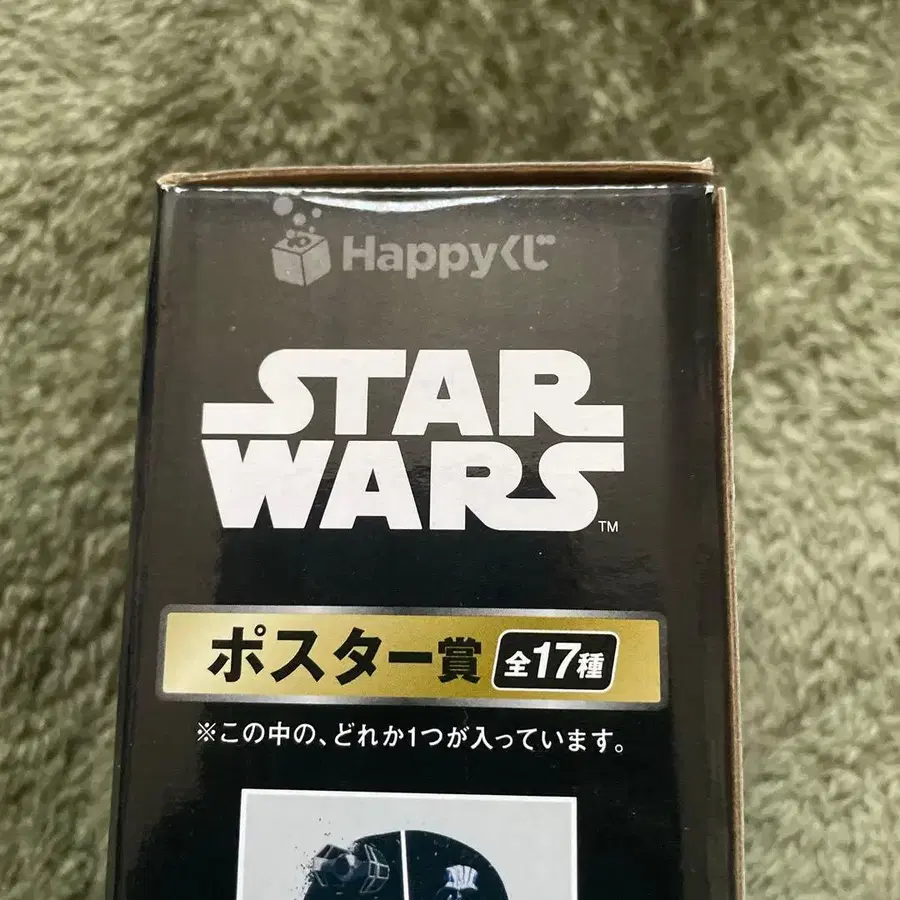 Happyくじ
STAR
WARS
TM
ポスター賞 全17種
※この中の、どれか1つが入っています。